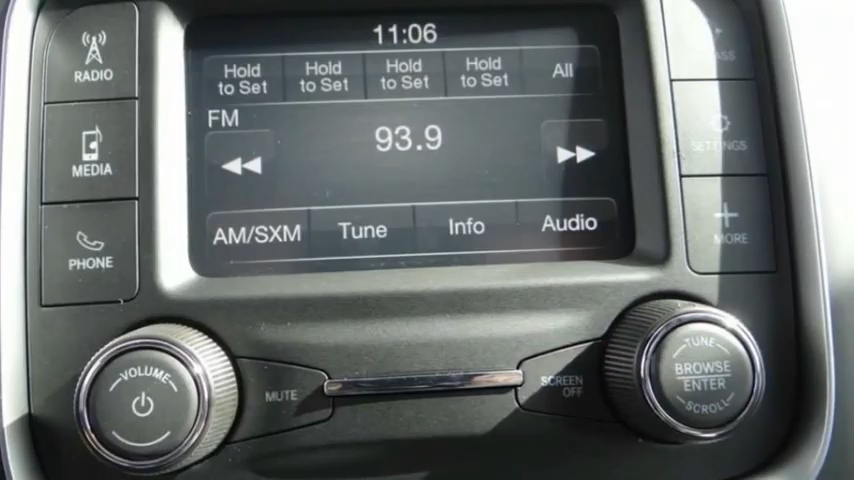 11:06
RADIO
Hold to Set
Hold to Set
Hold to Set
Hold to Set
All
FM
93.9
MEDIA
SETTINGS
AM/SXM Tune Info Audio
MORE
PHONE
VOLUME
MUTE
SCREEN OFF
TUNE
BROWSE
ENTER
SCROLL